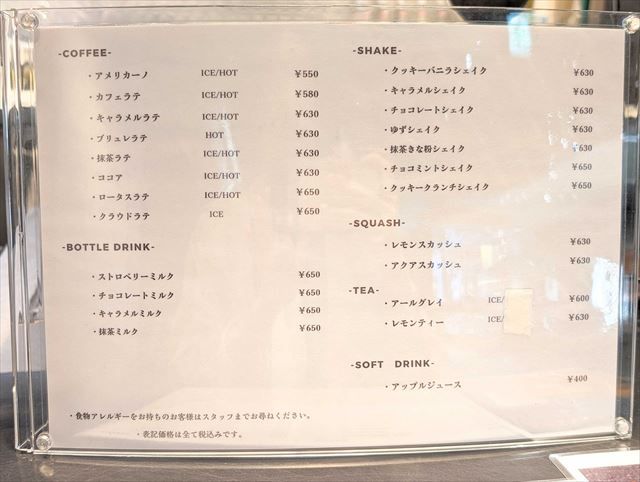 -COFFEE-
・アメリカーノ ICE/HOT ¥550
・カフェラテ ICE/HOT ¥580
・キャラメルラテ ICE/HOT ¥630
・ブリュレラテ HOT ¥630
・抹茶ラテ ICE/HOT ¥630
・ココア ICE/HOT ¥630
・ロータスラテ ICE/HOT ¥650
・クラウドラテ ICE ¥650
-BOTTLE DRINK-
・ストロベリーミルク ¥650
・チョコレートミルク ¥650
・キャラメルミルク ¥650
・抹茶ミルク ¥650
-SHAKE-
・クッキーバニラシェイク ¥630
・キャラメルシェイク ¥630
・チョコレートシェイク ¥630
・ゆずシェイク ¥630
・抹茶きな粉シェイク ¥630
・チョコミントシェイク ¥650
・クッキークランチシェイク ¥650
-SQUASH-
・レモンスカッシュ ¥630
・アクアスカッシュ ¥630
-TEA-
・アールグレイ ICE/ ¥600
・レモンティー ICE/ ¥630
-SOFT DRINK-
・アップルジュース ¥400
・食物アレルギーをお持ちのお客様はスタッフまでお尋ねください。
・表記価格は全て税込みです。